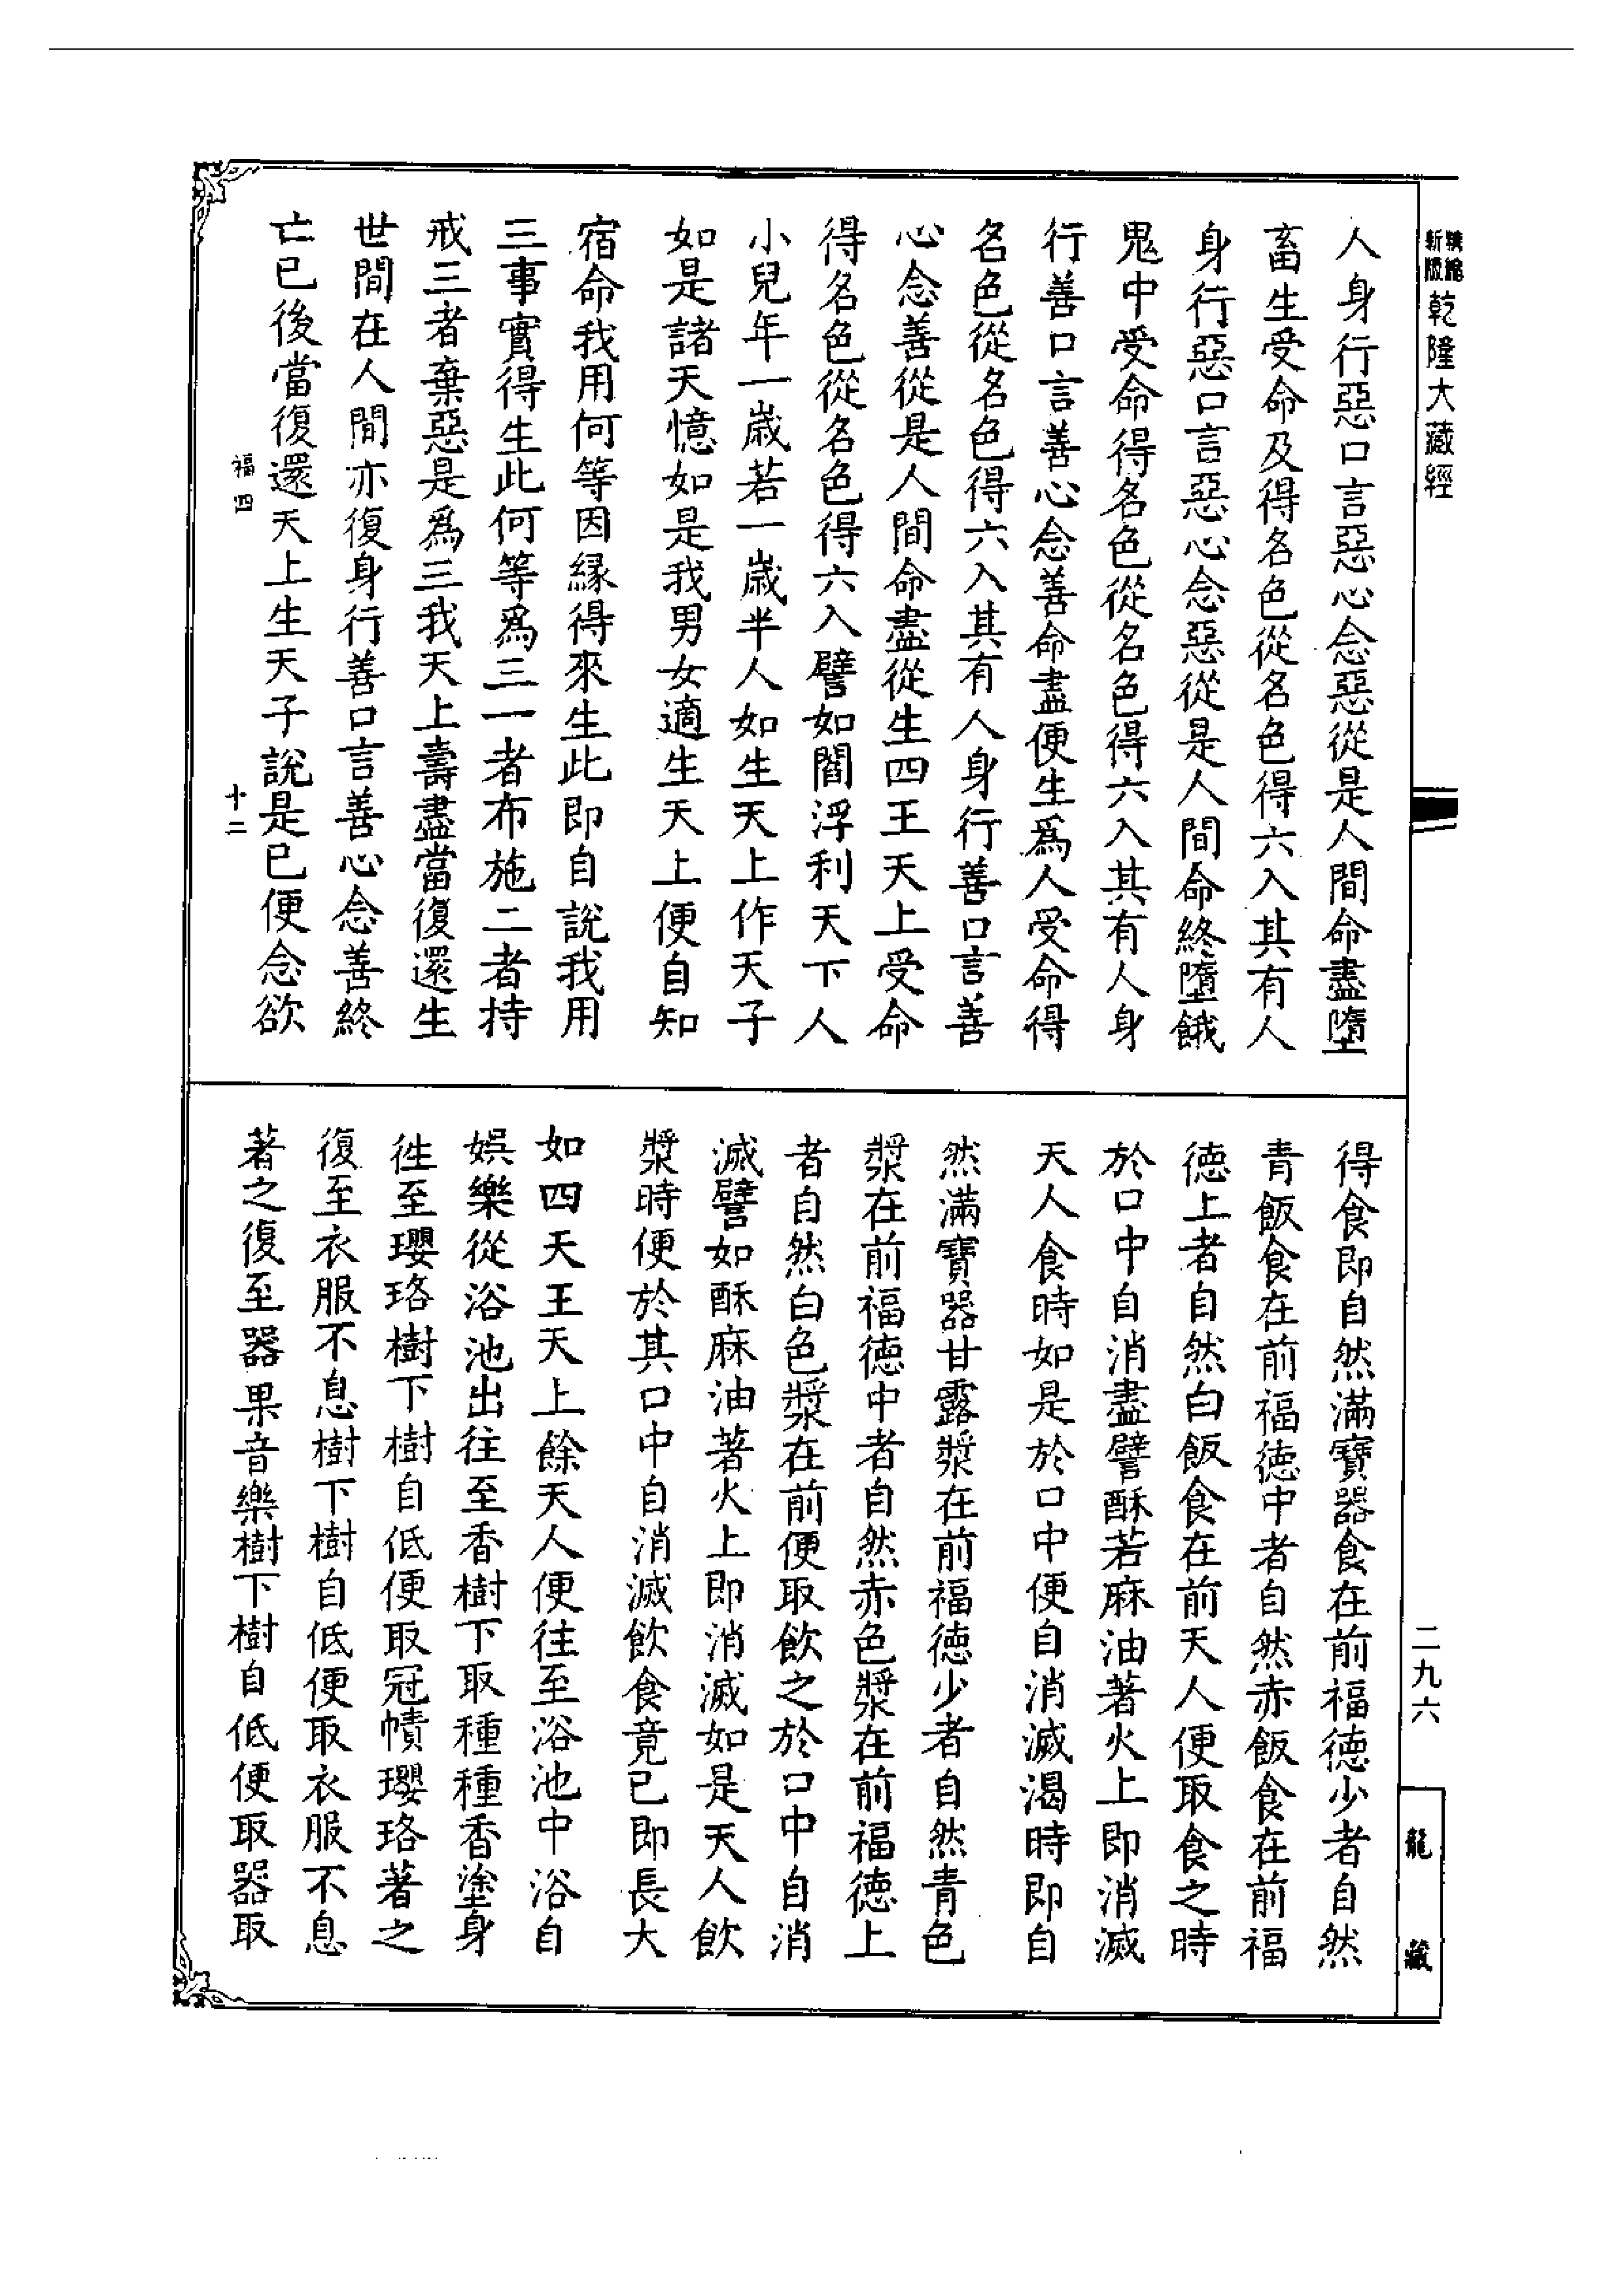 新版
乾隆大藏經
人身行惡口言惡心念惡從是人間命盡墮
畜生受命及得名色從名色得六入其有人
身行惡口言惡心念惡從是人間命終墮餓
鬼中受命得名色從名色得六入其有人身
行善口言善心念善命盡便生爲人受命得
名色從名色得六入其有人身行善口言善
心念善從是人間命盡從生四王天上受命
得名色從名色得六入譬如閻浮利天下人
小兒年一歲若一歲半人如生天上作天子
如是諸天憶如是我男女適生天上便自知
宿命我用何等因緣得來生此即自說我用
三事實得生此何等爲三一者布施二者持
戒三者棄惡是爲三我天上壽盡當復還生
世間在人間亦復身行善口言善心念善終
亡已後當復還天上生天子說是已便念欲
福四
十二
得食即自然滿寶器食在前福德少者自然
青飯食在前福德中者自然赤飯食在前福
德上者自然白飯食在前天人便取食之時
於口中自消盡譬酥若麻油著火上即消滅
天人食時如是於口中便自消滅渴時即自
然滿寶器甘露漿在前福德少者自然青色
漿在前福德中者自然赤色漿在前福德上
者自然白色漿在前便取飲之於口中自消
滅譬如酥麻油著火上即消滅如是天人飲
漿時便於其口中自消滅飲食竟已即長大
如四天王天上餘天人便往至浴池中浴自
娛樂從浴池出往至香樹下取種種香塗身
徃至瓔珞樹下樹自低便取冠幘瓔珞著之
復至衣服不息樹下樹自低便取衣服不息
著之復至器果音樂樹下樹自低便取器取
二九六
龍藏